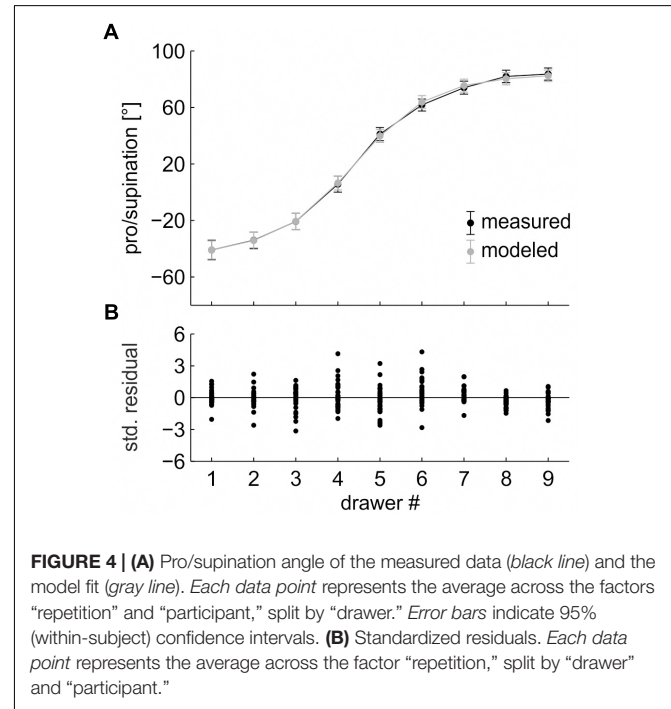 A
100
60
20
−20
−60
pro/supination [°]
measured
modeled
B
6
3
0
−3
−6
std. residual
1 2 3 4 5 6 7 8 9
drawer #
FIGURE 4 | (A) Pro/supination angle of the measured data (black line) and the
model fit (gray line). Each data point represents the average across the factors
“repetition” and “participant,” split by “drawer.” Error bars indicate 95%
(within-subject) confidence intervals. (B) Standardized residuals. Each data
point represents the average across the factor “repetition,” split by “drawer”
and “participant.”